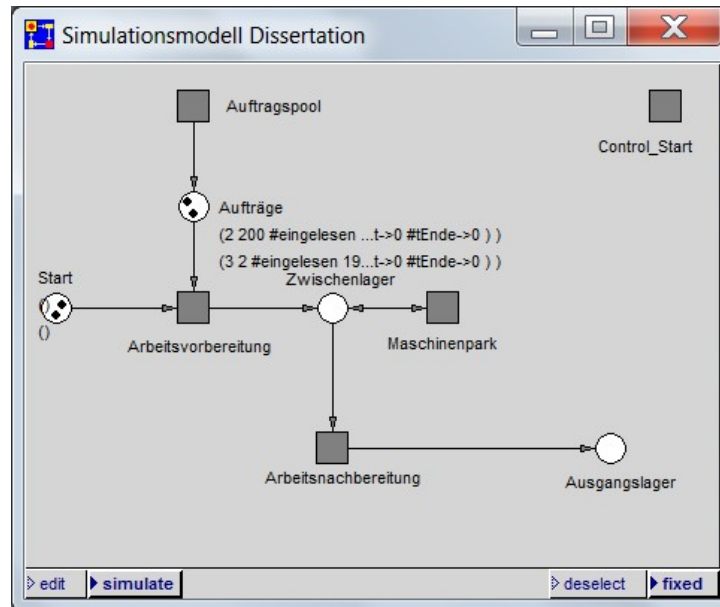 Simulationsmodell Dissertation
Auftragspool
Control_Start
Aufträge
(2 200 #eingelesen ...t->0 #tEnde->0 ) )
(3 2 #eingelesen 19...t->0 #tEnde->0 ) )
Start
Zwischenlager
()
()
Arbeitsvorbereitung
Maschinenpark
Arbeitsnachbereitung
Ausgangslager
edit simulate deselect fixed